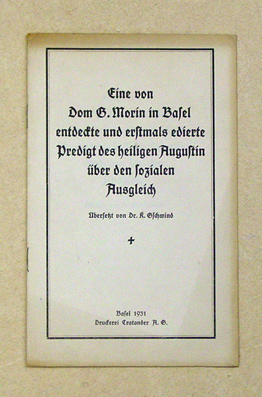 Eine von
Dom G. Morin in Basel
entdeckte und erstmals edierte
Predigt des heiligen Augustin
über den sozialen
Ausgleich
Übersetzt von Dr. K. Gschwind
Basel 1931
Druckerei Cratander A. G.